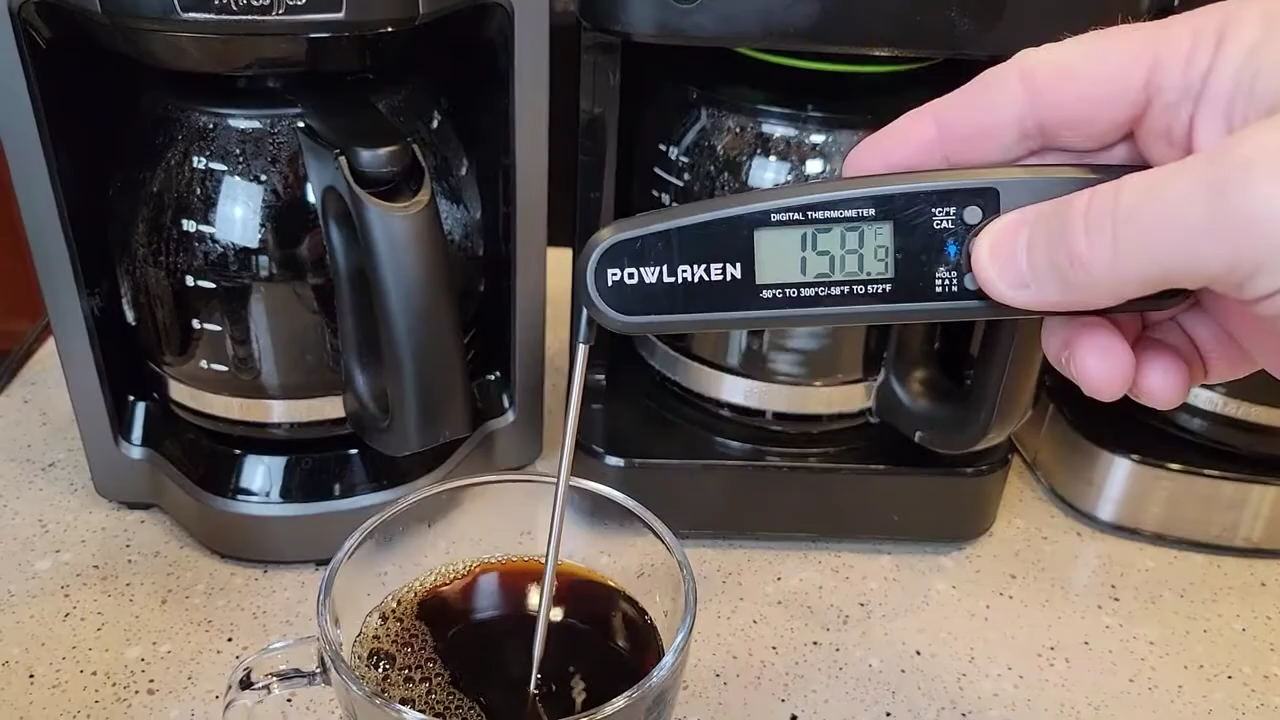 12
10
8
6
4
DIGITAL THERMOMETER
°C/°F
CAL
POWLAKEN
158.9 °F
HOLD
MAX
MIN
-50°C TO 300°C/-58°F TO 572°F